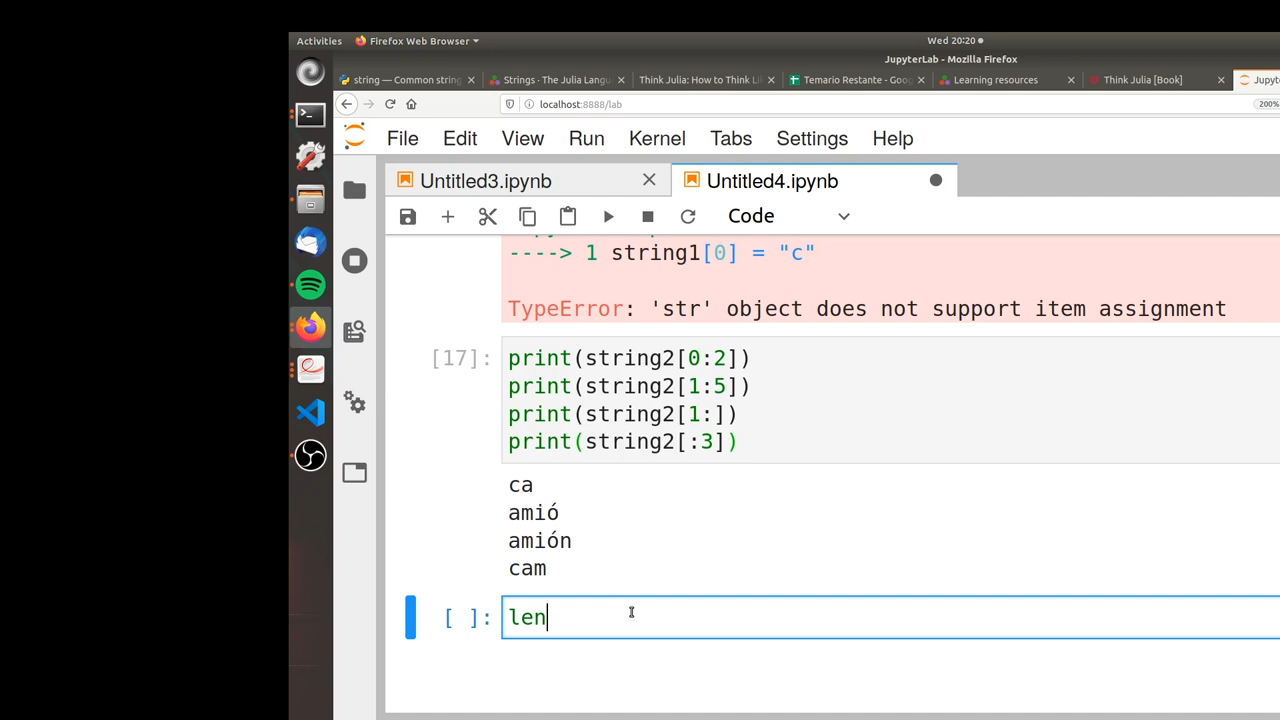 Activities Firefox Web Browser Wed 20:20
JupyterLab - Mozilla Firefox
string — Common string Strings · The Julia Langu Think Julia: How to Think Li Temario Restante - Goog Learning resources Think Julia [Book] Jupyte
localhost:8888/lab 200%
File Edit View Run Kernel Tabs Settings Help
Untitled3.ipynb Untitled4.ipynb
Code
----> 1 string1[0] = "c"
TypeError: 'str' object does not support item assignment
[17]: print(string2[0:2])
print(string2[1:5])
print(string2[1:])
print(string2[:3])
ca
amió
amión
cam
[ ]: len